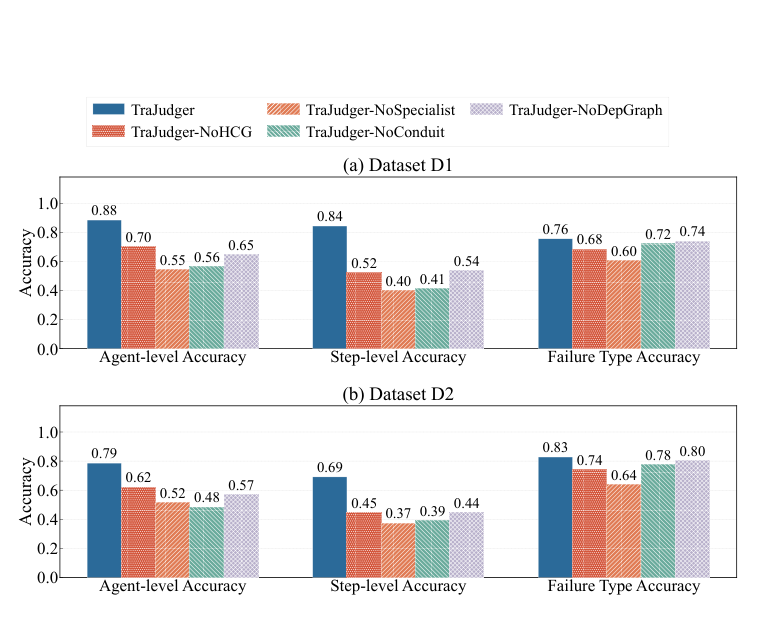 TraJudger TraJudger-NoSpecialist TraJudger-NoDepGraph
TraJudger-NoHCG TraJudger-NoConduit
(a) Dataset D1
Accuracy
1.0
0.8
0.6
0.4
0.2
0.0
0.88 0.70 0.55 0.56 0.65
0.84 0.52 0.40 0.41 0.54
0.76 0.68 0.60 0.72 0.74
Agent-level Accuracy Step-level Accuracy Failure Type Accuracy
(b) Dataset D2
Accuracy
1.0
0.8
0.6
0.4
0.2
0.0
0.79 0.62 0.52 0.48 0.57
0.69 0.45 0.37 0.39 0.44
0.83 0.74 0.64 0.78 0.80
Agent-level Accuracy Step-level Accuracy Failure Type Accuracy